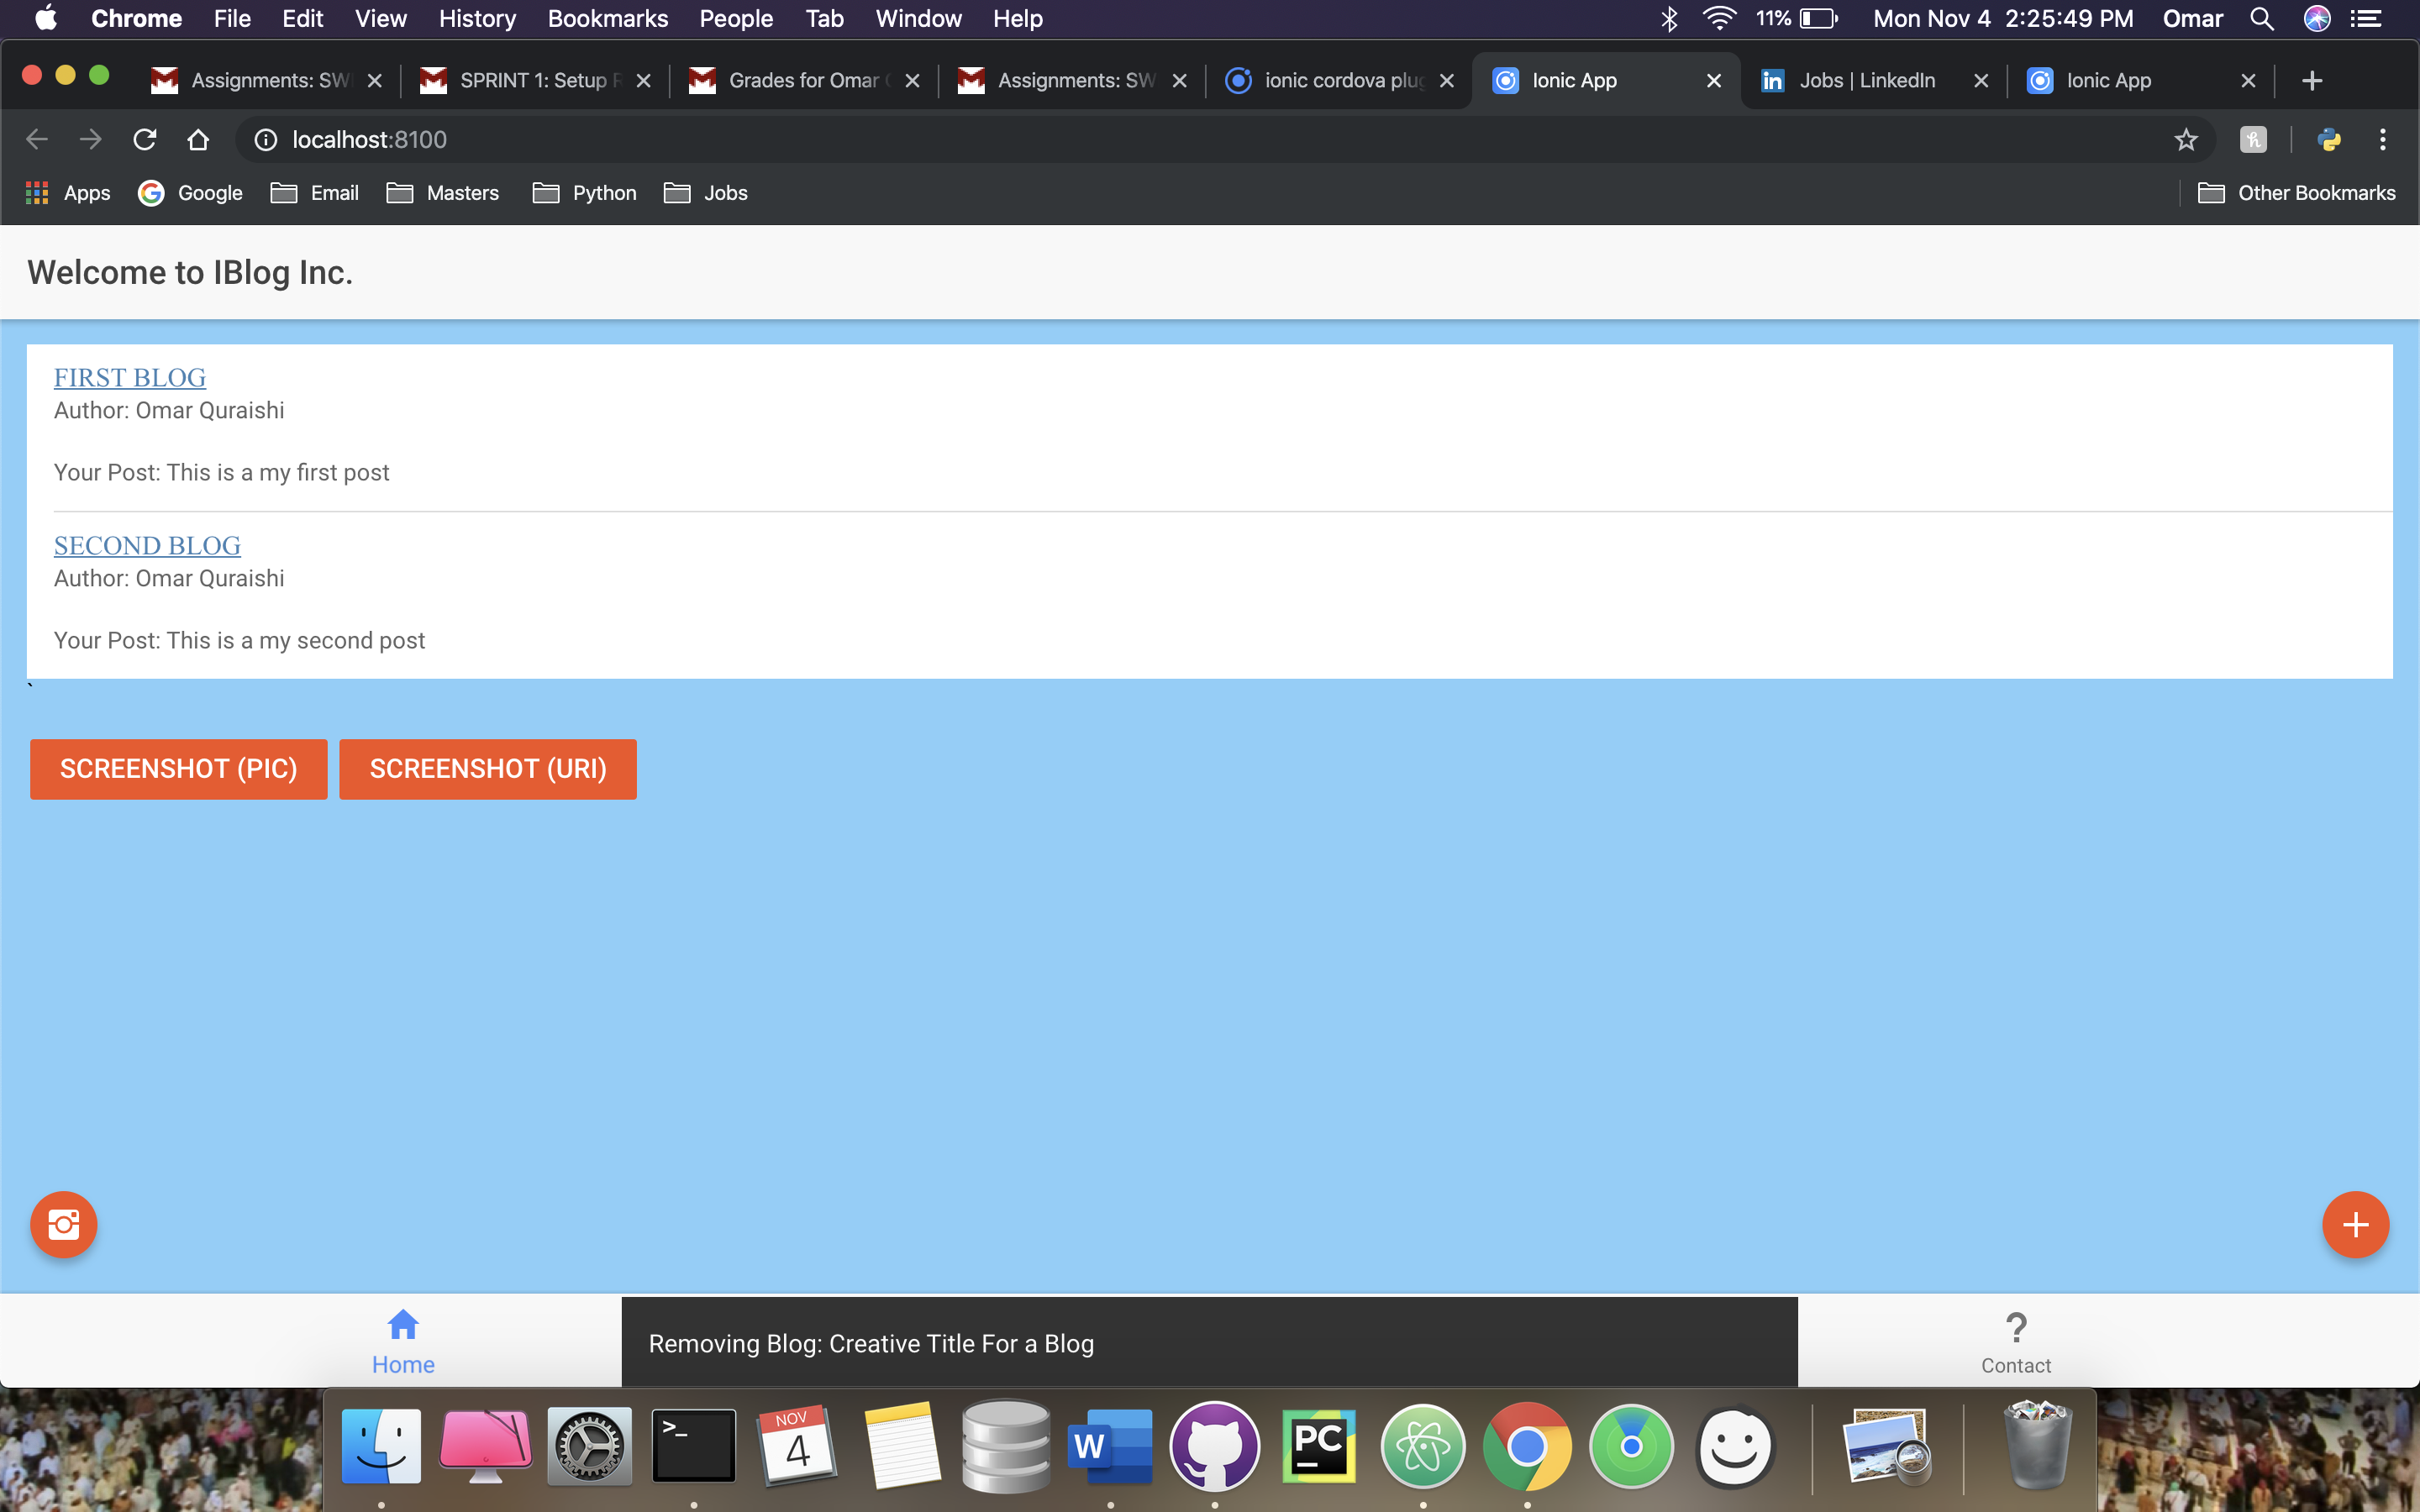 Chrome File Edit View History Bookmarks People Tab Window Help 11% Mon Nov 4 2:25:49 PM Omar
Assignments: SW SPRINT 1: Setup Grades for Omar Assignments: SW ionic cordova plug Ionic App Jobs | LinkedIn Ionic App
localhost:8100
Apps Google Email Masters Python Jobs Other Bookmarks
Welcome to IBlog Inc.
FIRST BLOG
Author: Omar Quraishi
Your Post: This is a my first post
SECOND BLOG
Author: Omar Quraishi
Your Post: This is a my second post
`
SCREENSHOT (PIC) SCREENSHOT (URI)
Home
Removing Blog: Creative Title For a Blog
?
Contact
>_
NOV
4
W
PC